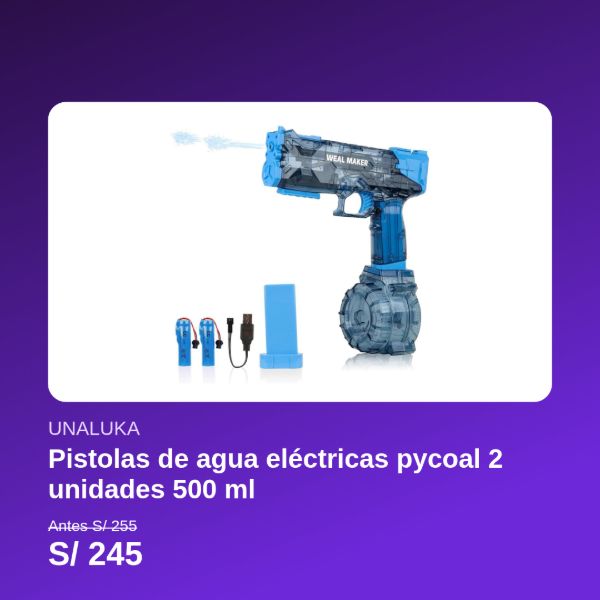 WEAL MAKER
UNALUKA
Pistolas de agua eléctricas pycoal 2
unidades 500 ml
Antes S/ 255
S/ 245